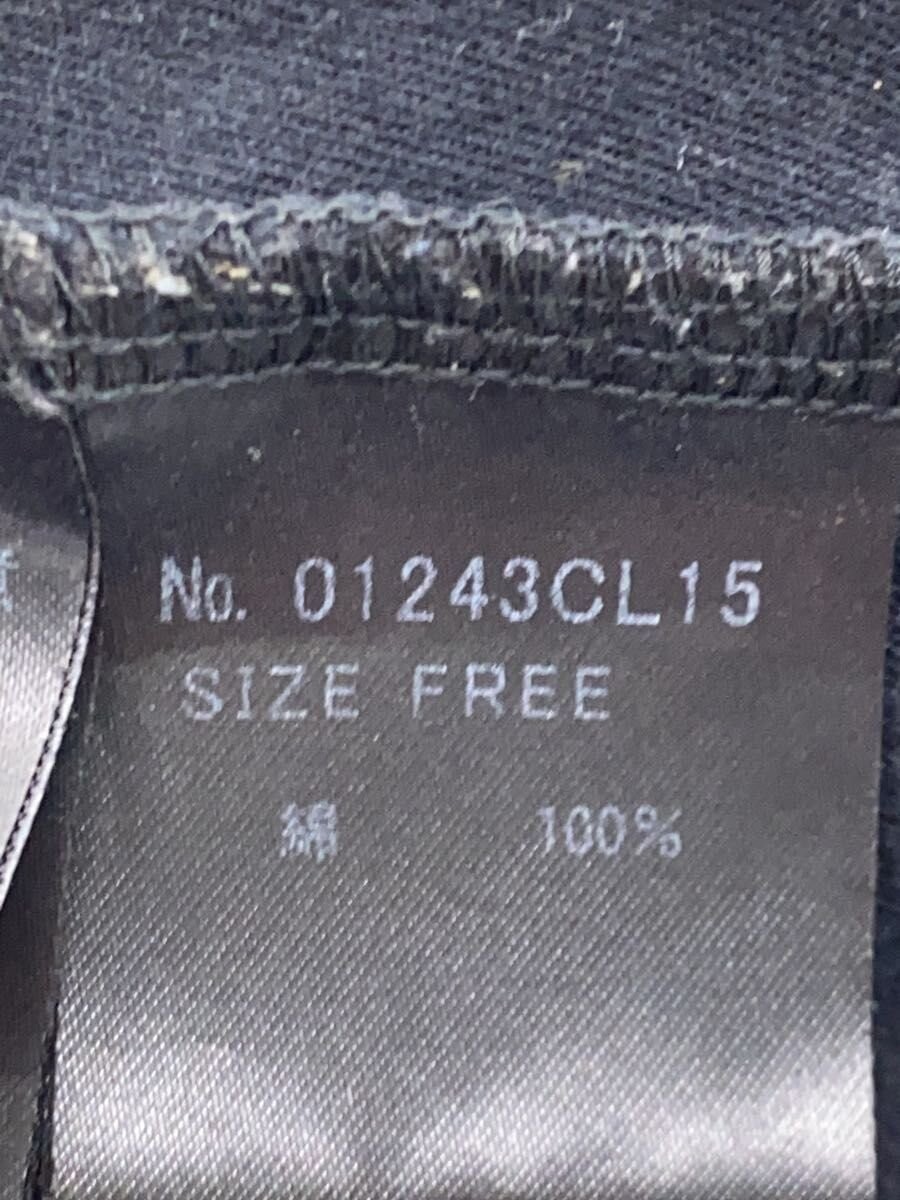 No. 01243CL15
SIZE FREE
綿 100%